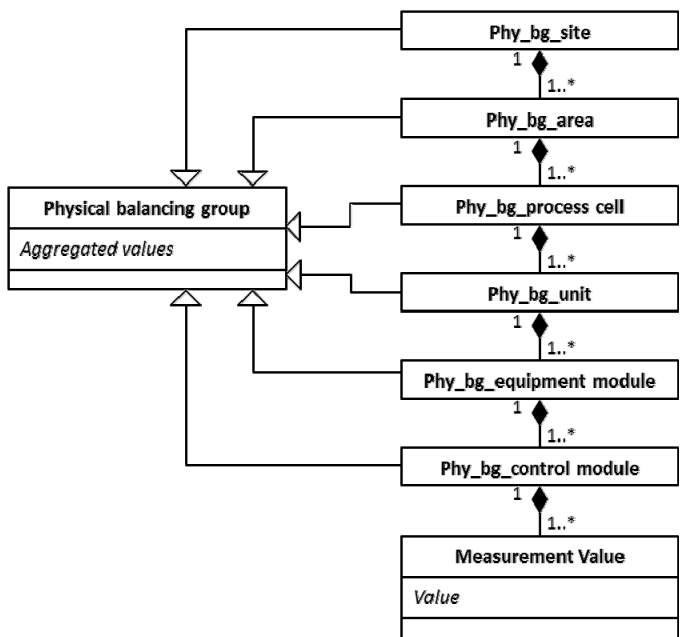 Phy_bg_site
1
1..*
Phy_bg_area
1
1..*
Physical balancing group
Aggregated values
Phy_bg_process cell
1
1..*
Phy_bg_unit
1
1..*
Phy_bg_equipment module
1
1..*
Phy_bg_control module
1
1..*
Measurement Value
Value